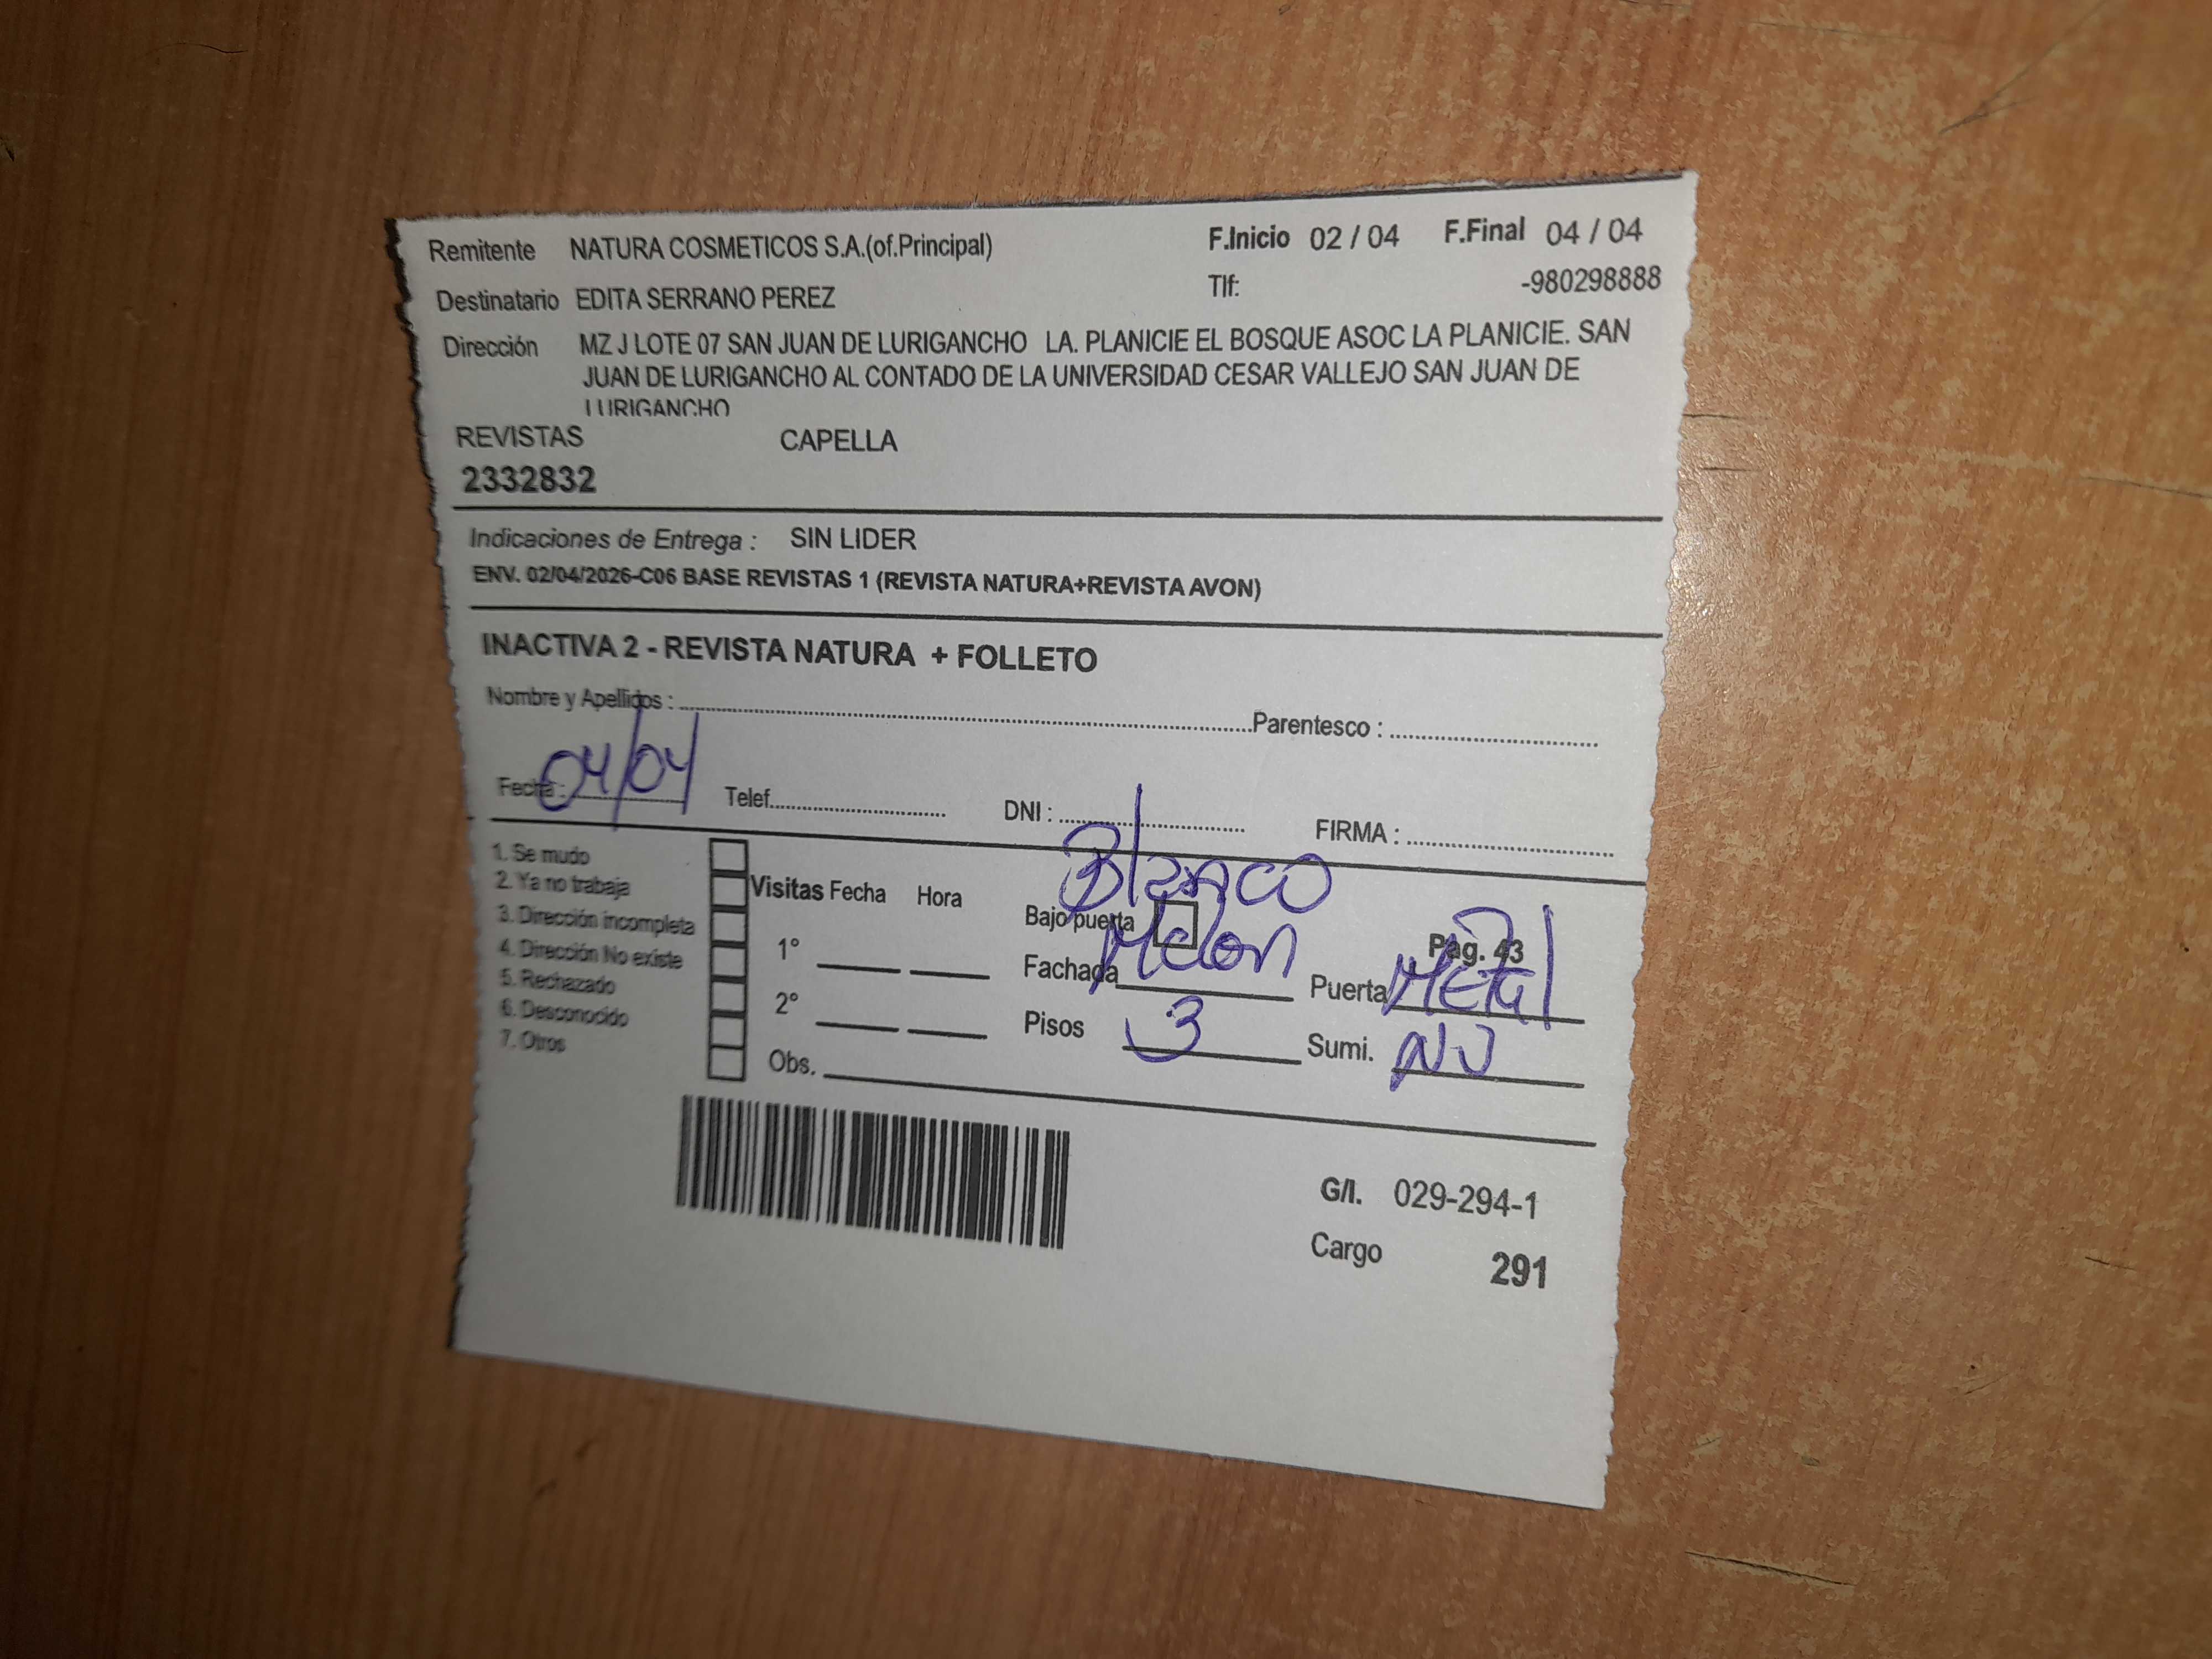 Remitente NATURA COSMETICOS S.A.(of.Principal) F.Inicio 02 / 04 F.Final 04 / 04
Tlf: -980298888
Destinatario EDITA SERRANO PEREZ
Dirección MZ J LOTE 07 SAN JUAN DE LURIGANCHO LA. PLANICIE EL BOSQUE ASOC LA PLANICIE. SAN
JUAN DE LURIGANCHO AL CONTADO DE LA UNIVERSIDAD CESAR VALLEJO SAN JUAN DE
LURIGANCHO
REVISTAS CAPELLA
2332832
Indicaciones de Entrega : SIN LIDER
ENV. 02/04/2026-C06 BASE REVISTAS 1 (REVISTA NATURA+REVISTA AVON)
INACTIVA 2 - REVISTA NATURA + FOLLETO
Nombre y Apellidos : Parentesco :
Fecha : 04/04 Telef. DNI : FIRMA :
1. Se mudo
2. Ya no trabaja
3. Dirección incompleta
4. Dirección No existe
5. Rechazado
6. Desconocido
7. Otros
Visitas Fecha Hora
1°
2°
Obs.
Blanco
Bajo puerta Pag. 43
Fachada Melon Puerta Metal
Pisos 3 Sumi. NO
G/I. 029-294-1
Cargo 291